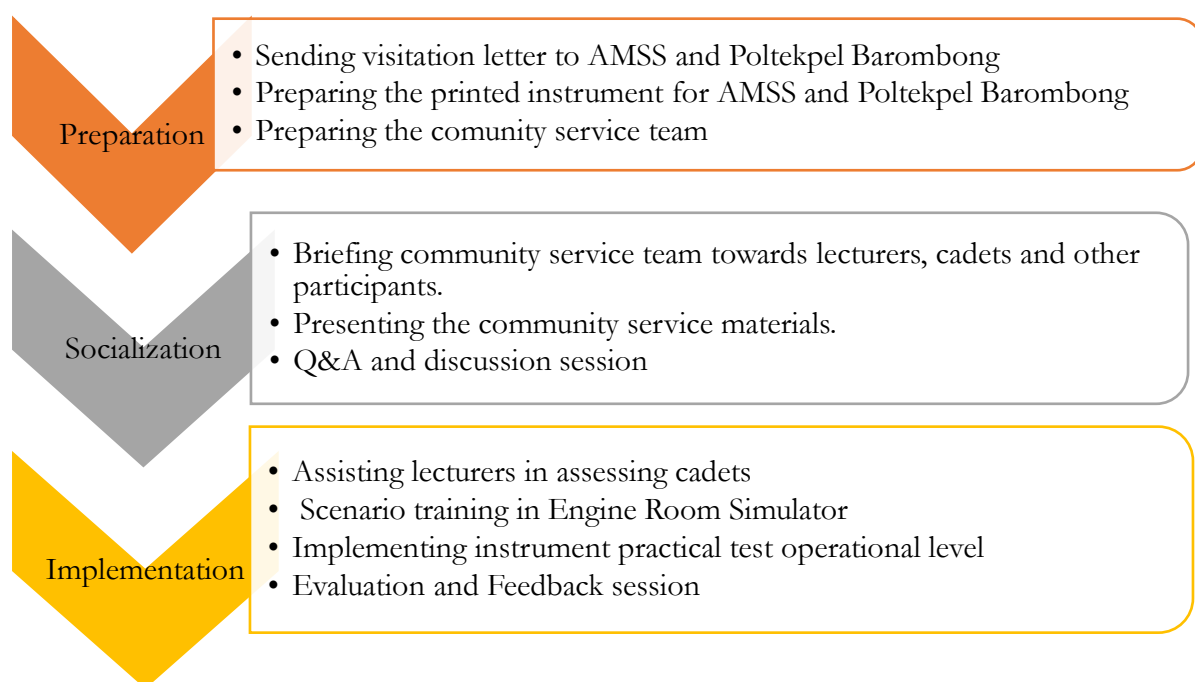 Preparation
• Sending visitation letter to AMSS and Poltekpel Barombong
• Preparing the printed instrument for AMSS and Poltekpel Barombong
• Preparing the comunity service team
Socialization
• Briefing community service team towards lecturers, cadets and other
participants.
• Presenting the community service materials.
• Q&A and discussion session
Implementation
• Assisting lecturers in assessing cadets
• Scenario training in Engine Room Simulator
• Implementing instrument practical test operational level
• Evaluation and Feedback session